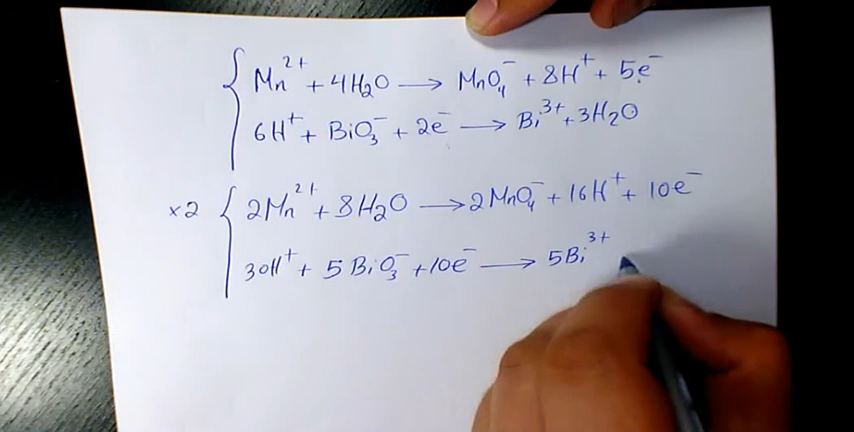 Mn²⁺ + 4H₂O → MnO₄⁻ + 8H⁺ + 5e⁻
6H⁺ + BiO₃⁻ + 2e⁻ → Bi³⁺ + 3H₂O
×2 2Mn²⁺ + 8H₂O → 2MnO₄⁻ + 16H⁺ + 10e⁻
30H⁺ + 5BiO₃⁻ + 10e⁻ → 5Bi³⁺